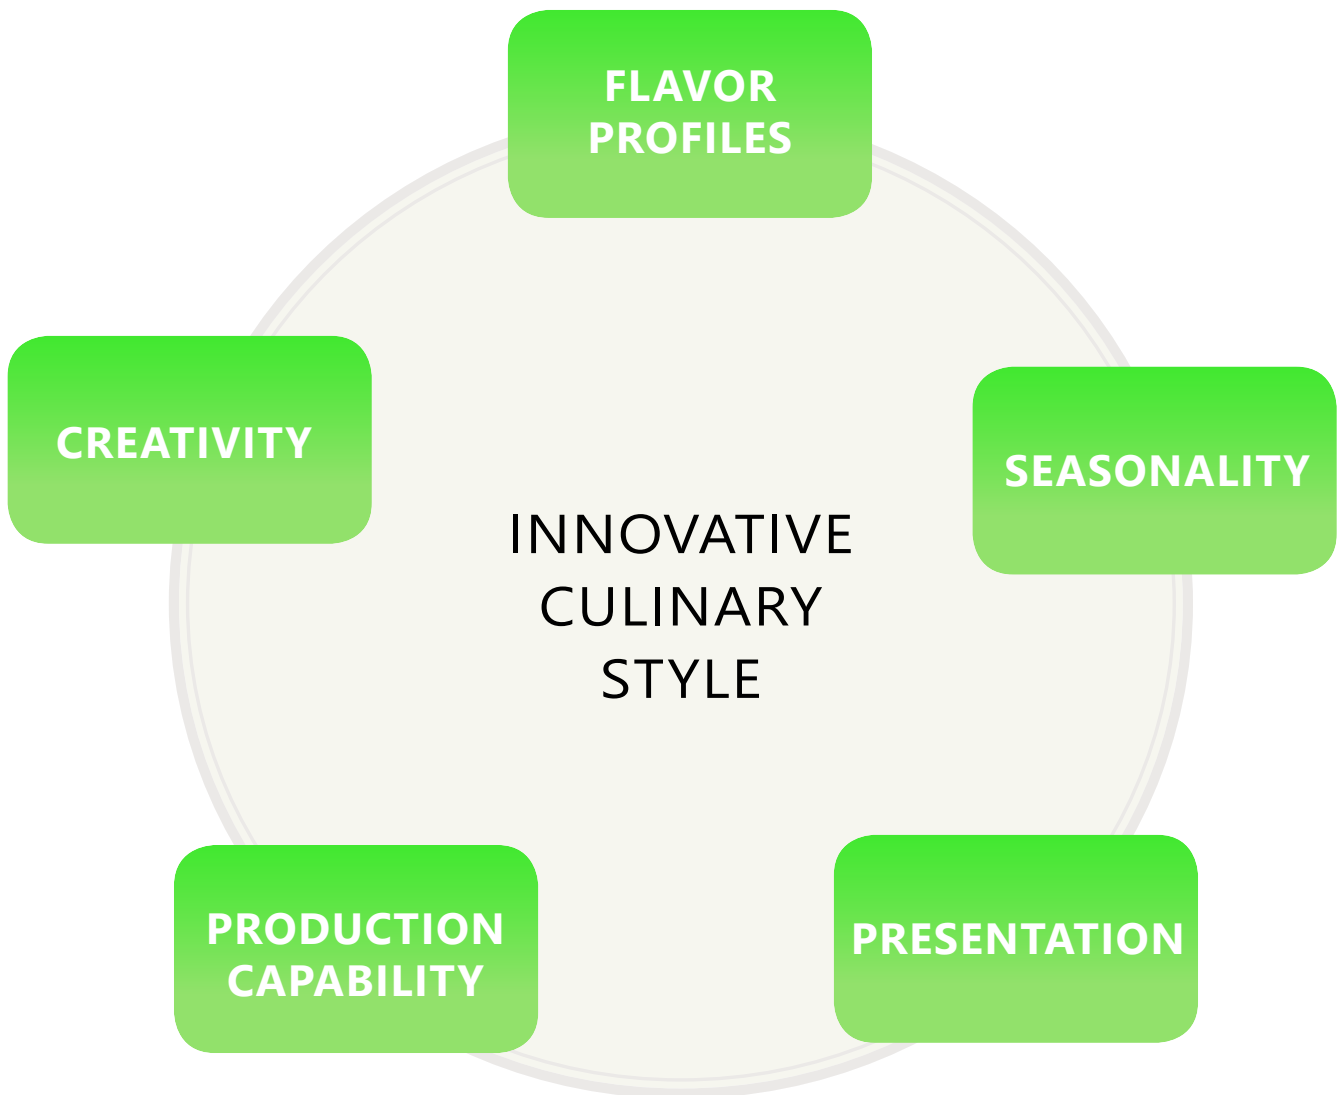 FLAVOR
PROFILES
CREATIVITY
SEASONALITY
INNOVATIVE
CULINARY
STYLE
PRODUCTION
CAPABILITY
PRESENTATION